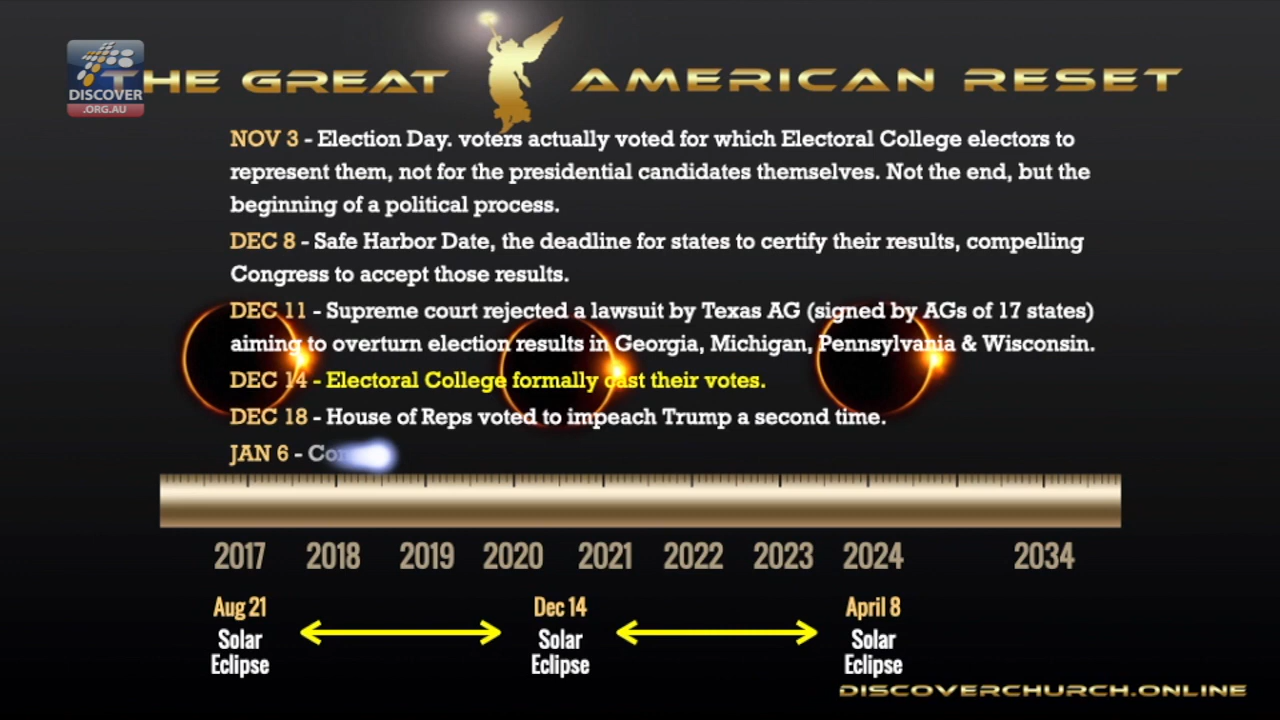 DISCOVER
.ORG.AU
THE GREAT AMERICAN RESET
NOV 3 - Election Day. voters actually voted for which Electoral College electors to
represent them, not for the presidential candidates themselves. Not the end, but the
beginning of a political process.
DEC 8 - Safe Harbor Date, the deadline for states to certify their results, compelling
Congress to accept those results.
DEC 11 - Supreme court rejected a lawsuit by Texas AG (signed by AGs of 17 states)
aiming to overturn election results in Georgia, Michigan, Pennsylvania & Wisconsin.
DEC 14 - Electoral College formally cast their votes.
DEC 18 - House of Reps voted to impeach Trump a second time.
JAN 6 -
2017 2018 2019 2020 2021 2022 2023 2024 2034
Aug 21 Dec 14 April 8
Solar Solar Solar
Eclipse Eclipse Eclipse
DISCOVERCHURCH.ONLINE